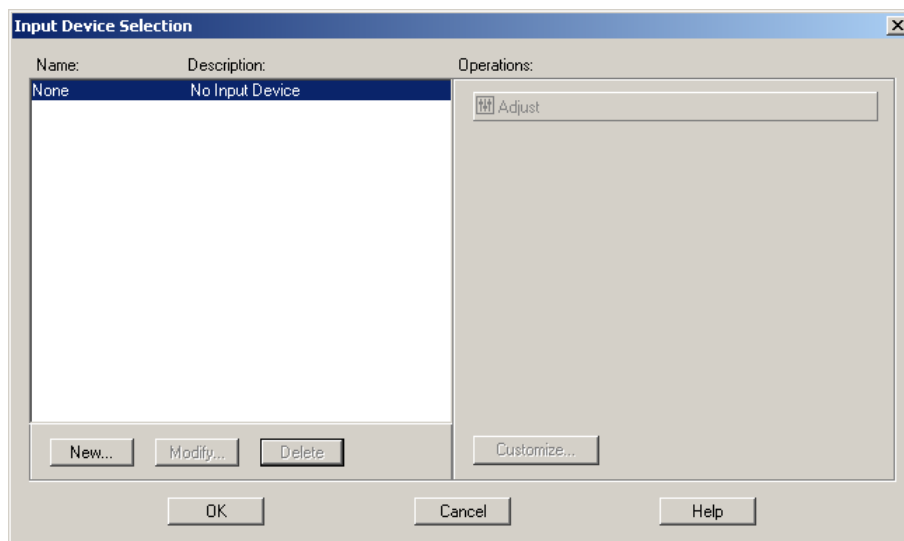 Input Device Selection
Name: Description: Operations:
None No Input Device
Adjust
New... Modify... Delete Customize...
OK Cancel Help